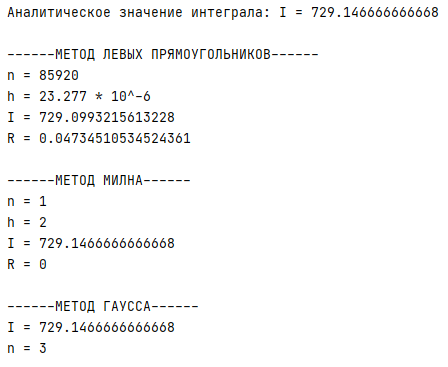 Аналитическое значение интеграла: I = 729.146666666668
------МЕТОД ЛЕВЫХ ПРЯМОУГОЛЬНИКОВ------
n = 85920
h = 23.277 * 10^-6
I = 729.0993215613228
R = 0.04734510534524361
------МЕТОД МИЛНА------
n = 1
h = 2
I = 729.1466666666668
R = 0
------МЕТОД ГАУССА------
I = 729.1466666666668
n = 3